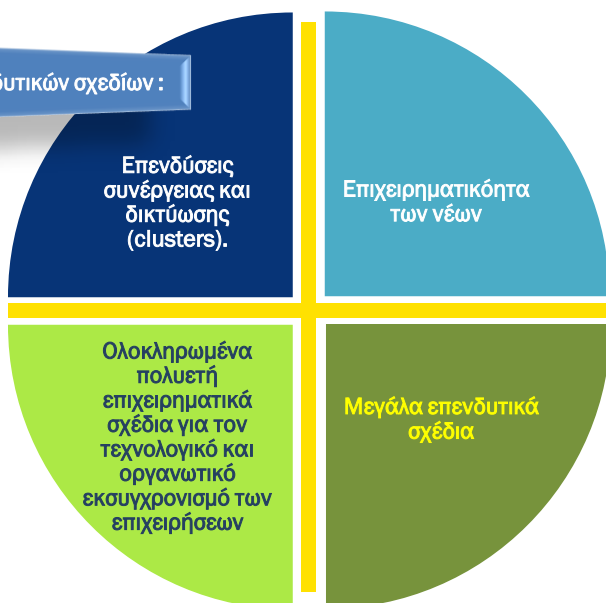 δυτικών σχεδίων :
Επενδύσεις
συνέργειας και
δικτύωσης
(clusters).
Επιχειρηματικόητα
των νέων
Ολοκληρωμένα
πολυετή
επιχειρηματικά
σχέδια για τον
τεχνολογικό και
οργανωτικό
εκσυγχρονισμό των
επιχειρήσεων
Μεγάλα επενδυτικά
σχέδια